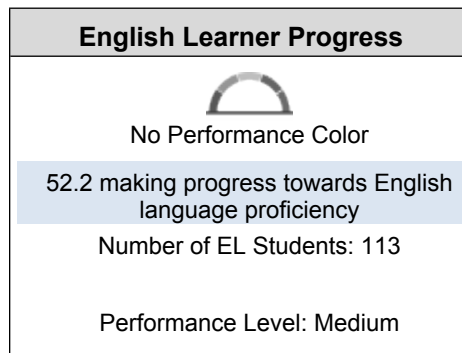 English Learner Progress
No Performance Color
52.2 making progress towards English
language proficiency
Number of EL Students: 113
Performance Level: Medium